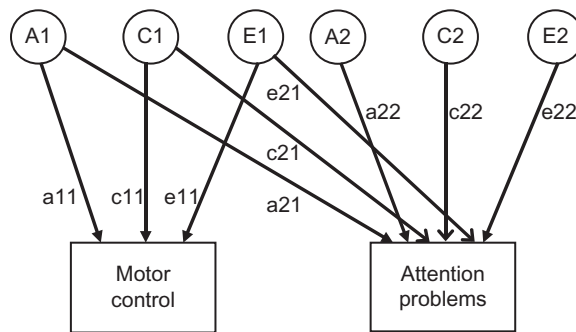 A1 C1 E1 A2 C2 E2
e21
a22 c22 e22
c21
a11 c11 e11
a21
Motor
control
Attention
problems